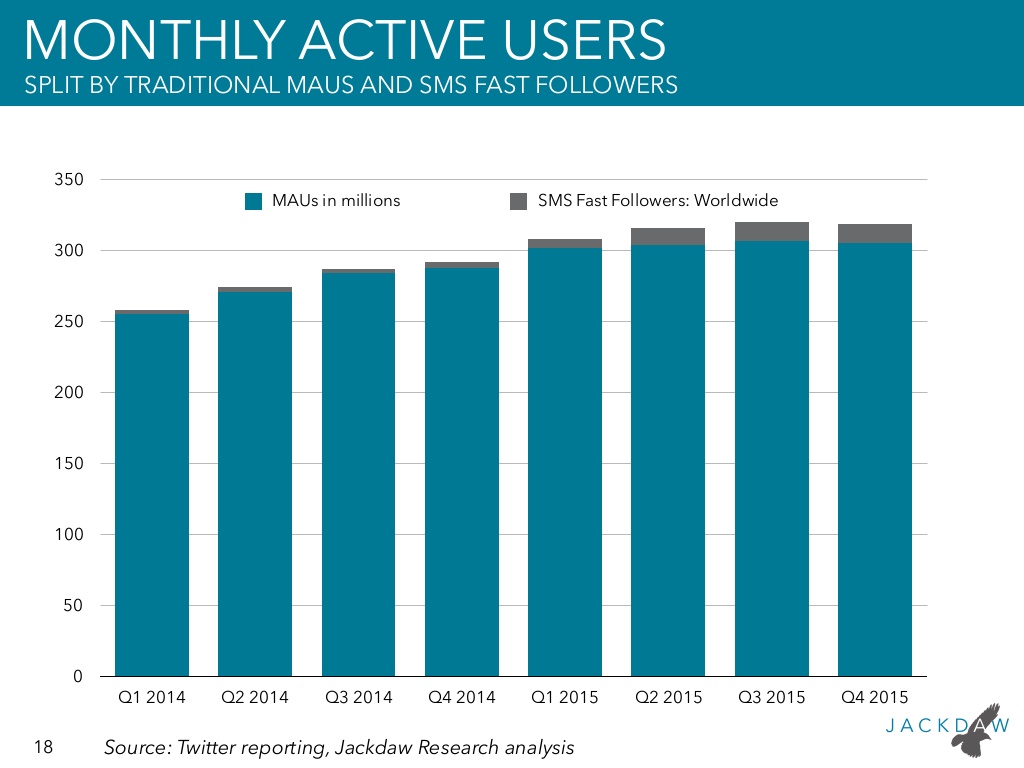 MONTHLY ACTIVE USERS
SPLIT BY TRADITIONAL MAUS AND SMS FAST FOLLOWERS
350
MAUs in millions
SMS Fast Followers: Worldwide
300
250
200
150
100
50
0
Q1 2014
Q2 2014
Q3 2014
Q4 2014
Q1 2015
Q2 2015
Q3 2015
Q4 2015
JACKDAW
18
Source: Twitter reporting, Jackdaw Research analysis